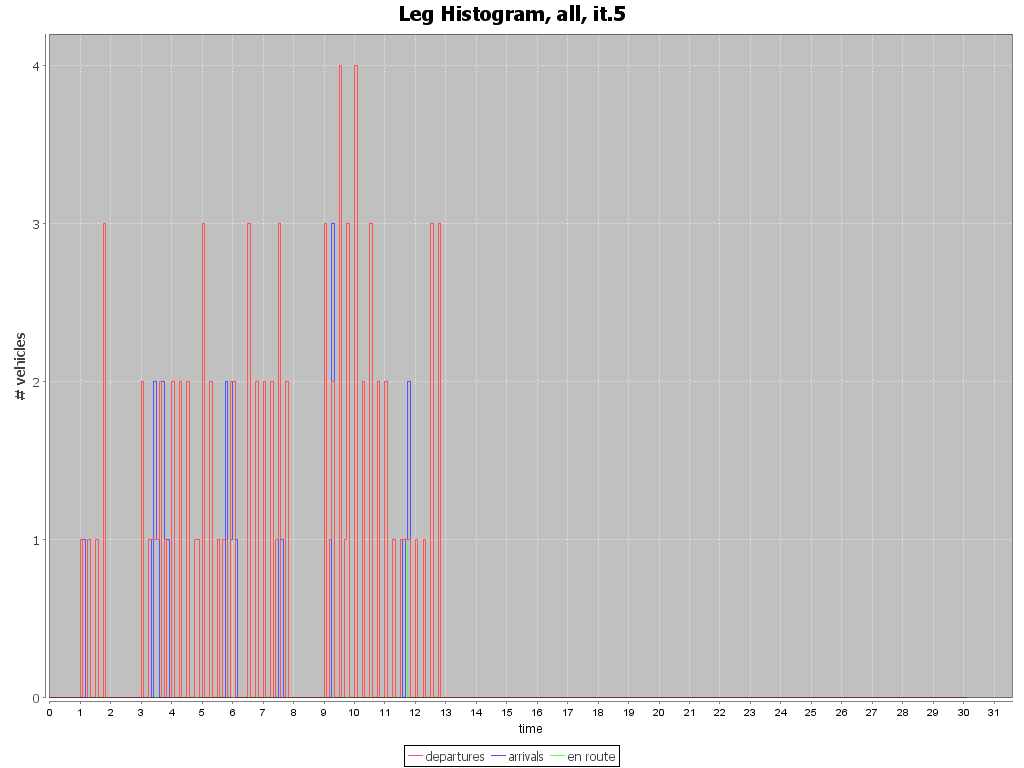 Leg Histogram, all, it.5
4
3
2
1
0
# vehicles
0 1 2 3 4 5 6 7 8 9 10 11 12 13 14 15 16 17 18 19 20 21 22 23 24 25 26 27 28 29 30 31
time
departures arrivals en route